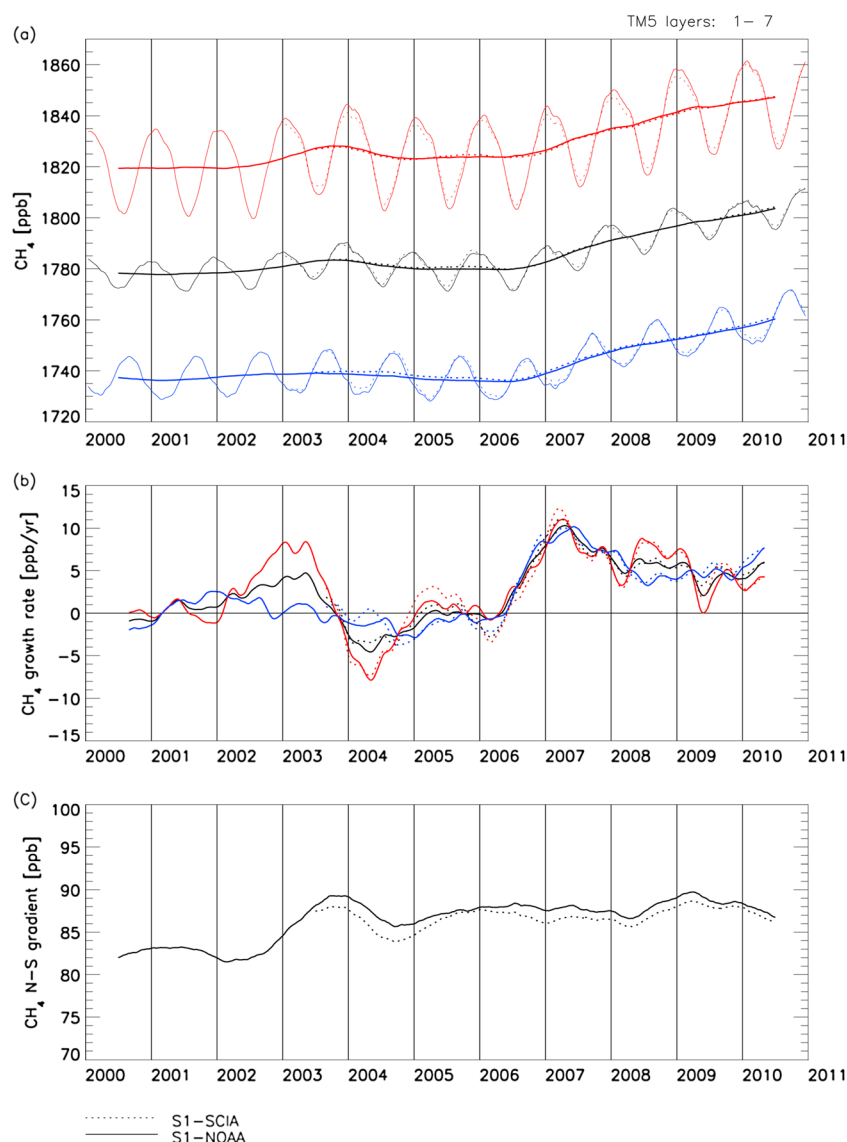 TM5 layers: 1– 7
(a)
1860
1840
1820
1800
1780
1760
1740
1720
CH4 [ppb]
2000 2001 2002 2003 2004 2005 2006 2007 2008 2009 2010 2011
(b)
15
10
5
0
-5
-10
-15
CH4 growth rate [ppb/yr]
2000 2001 2002 2003 2004 2005 2006 2007 2008 2009 2010 2011
(C)
100
95
90
85
80
75
70
CH4 N–S gradient [ppb]
2000 2001 2002 2003 2004 2005 2006 2007 2008 2009 2010 2011
S1–SCIA
S1–NOAA